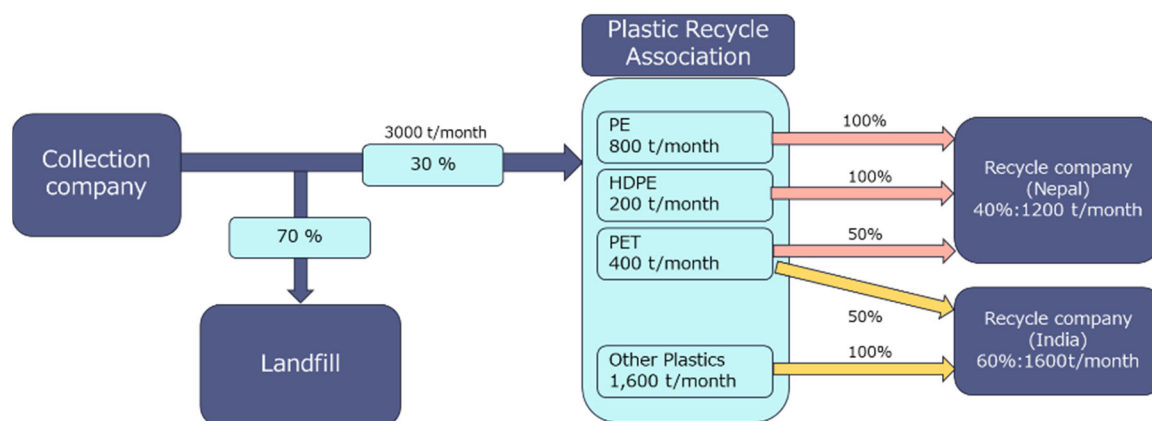 Plastic Recycle
Association
Collection
company
3000 t/month
30 %
70 %
Landfill
PE
800 t/month
HDPE
200 t/month
PET
400 t/month
Other Plastics
1,600 t/month
100%
100%
50%
50%
100%
Recycle company
(Nepal)
40%:1200 t/month
Recycle company
(India)
60%:1600t/month